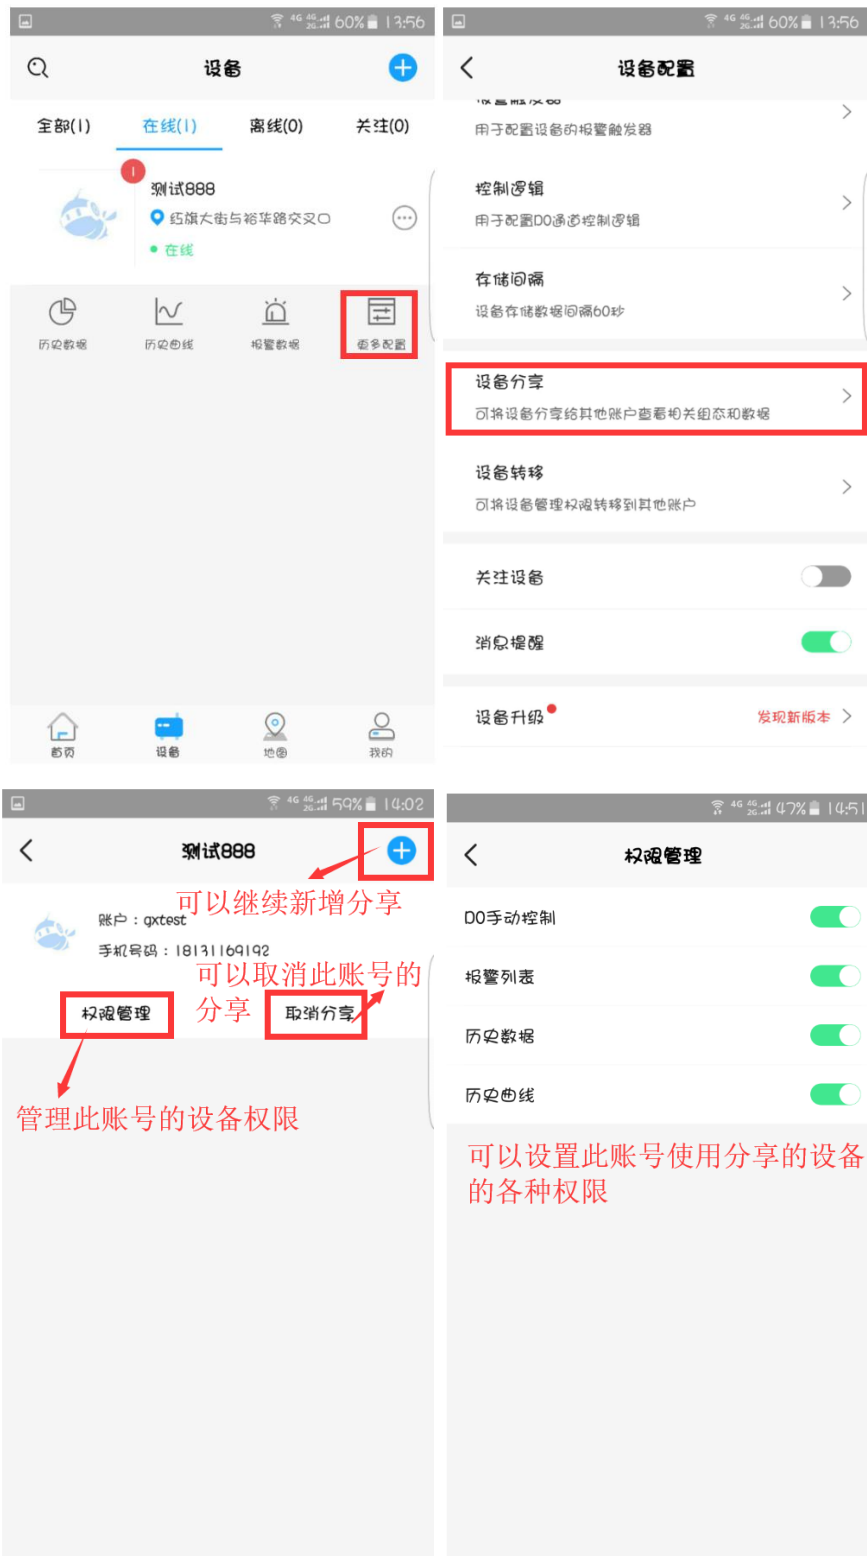 4G 4G 2G 60% 13:56
设备
全部(1) 在线(1) 离线(0) 关注(0)
1
测试888
红旗大街与裕华路交叉口
在线
历史数据 历史曲线 报警数据 更多配置
首页 设备 地图 我的
4G 4G 2G 60% 13:56
设备配置
报警触发器
用于配置设备的报警触发器
控制逻辑
用于配置DO通道控制逻辑
存储间隔
设备存储数据间隔60秒
设备分享
可将设备分享给其他账户查看相关组态和数据
设备转移
可将设备管理权限转移到其他账户
关注设备
消息提醒
设备升级 发现新版本
4G 4G 2G 59% 14:02
测试888
可以继续新增分享
账户：qxtest
手机号码：18131169192
可以取消此账号的
分享
权限管理 取消分享
管理此账号的设备权限
4G 4G 2G 47% 14:51
权限管理
DO手动控制
报警列表
历史数据
历史曲线
可以设置此账号使用分享的设备
的各种权限